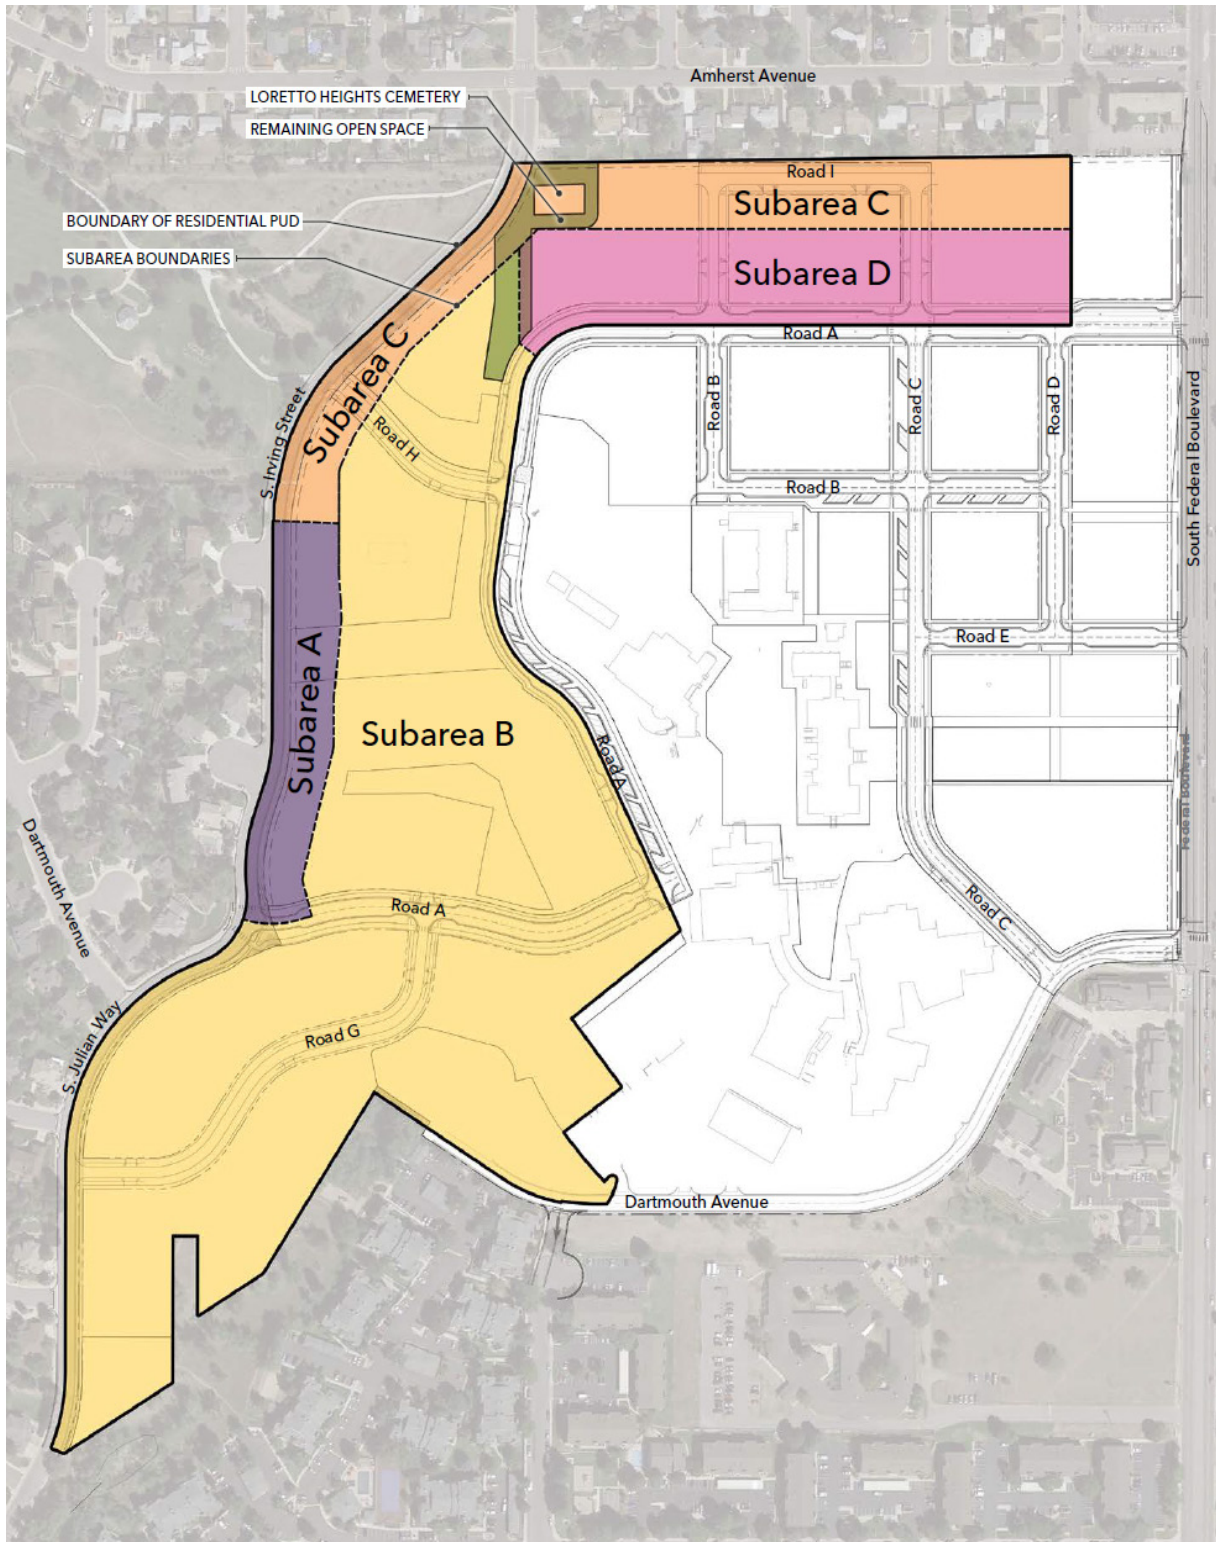 Amherst Avenue
LORETTO HEIGHTS CEMETERY
REMAINING OPEN SPACE
Road I
Subarea C
BOUNDARY OF RESIDENTIAL PUD
SUBAREA BOUNDARIES
Subarea D
Road A
Subarea C
Road B
Road C
Road D
South Federal Boulevard
S. Irving Street
Road H
Road B
Road E
Subarea A
Subarea B
Road A
Federal Boulevard
Dartmouth Avenue
Road A
Road C
S. Julian Way
Road G
Dartmouth Avenue